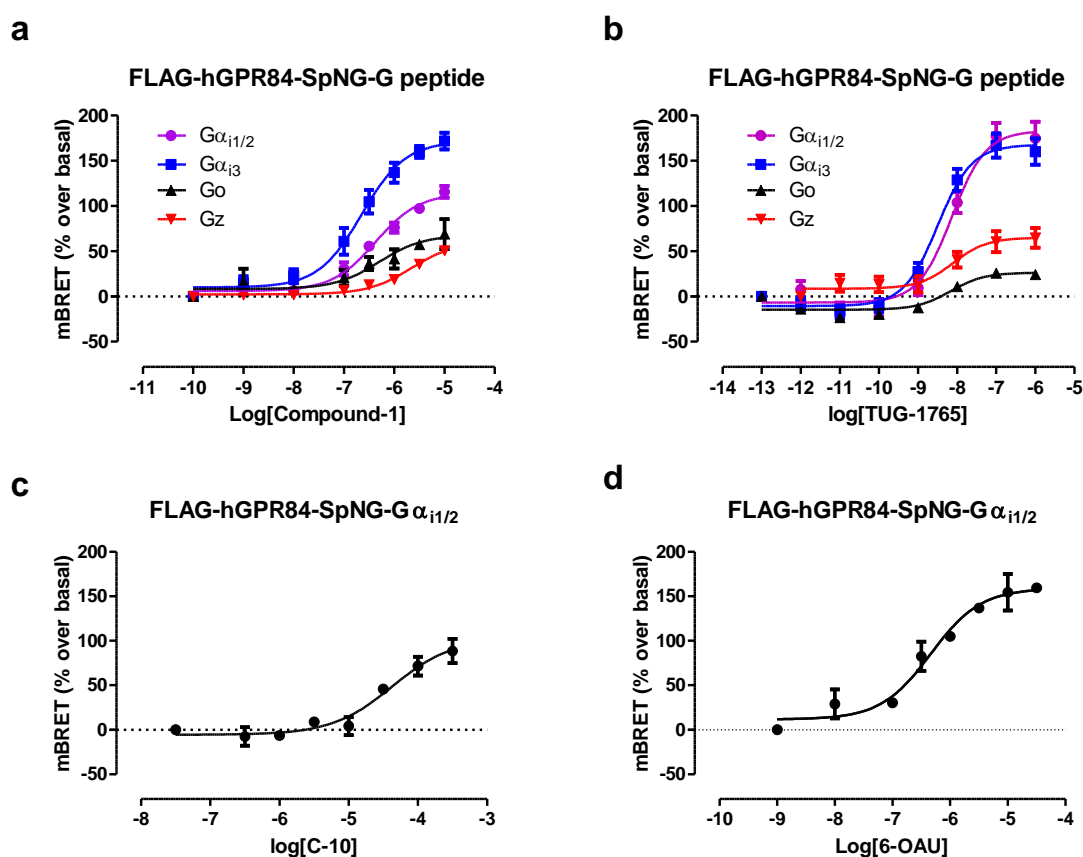 a
FLAG-hGPR84-SpNG-G peptide
mBRET (% over basal)
200
150
100
50
0
-50
Gαi1/2
Gαi3
Go
Gz
-11 -10 -9 -8 -7 -6 -5 -4
Log[Compound-1]
b
FLAG-hGPR84-SpNG-G peptide
mBRET (% over basal)
200
150
100
50
0
-50
Gαi1/2
Gαi3
Go
Gz
-14 -13 -12 -11 -10 -9 -8 -7 -6 -5
log[TUG-1765]
c
FLAG-hGPR84-SpNG-G αi1/2
mBRET (% over basal)
200
150
100
50
0
-50
-8 -7 -6 -5 -4 -3
log[C-10]
d
FLAG-hGPR84-SpNG-G αi1/2
mBRET (% over basal)
200
150
100
50
0
-50
-10 -9 -8 -7 -6 -5 -4
Log[6-OAU]